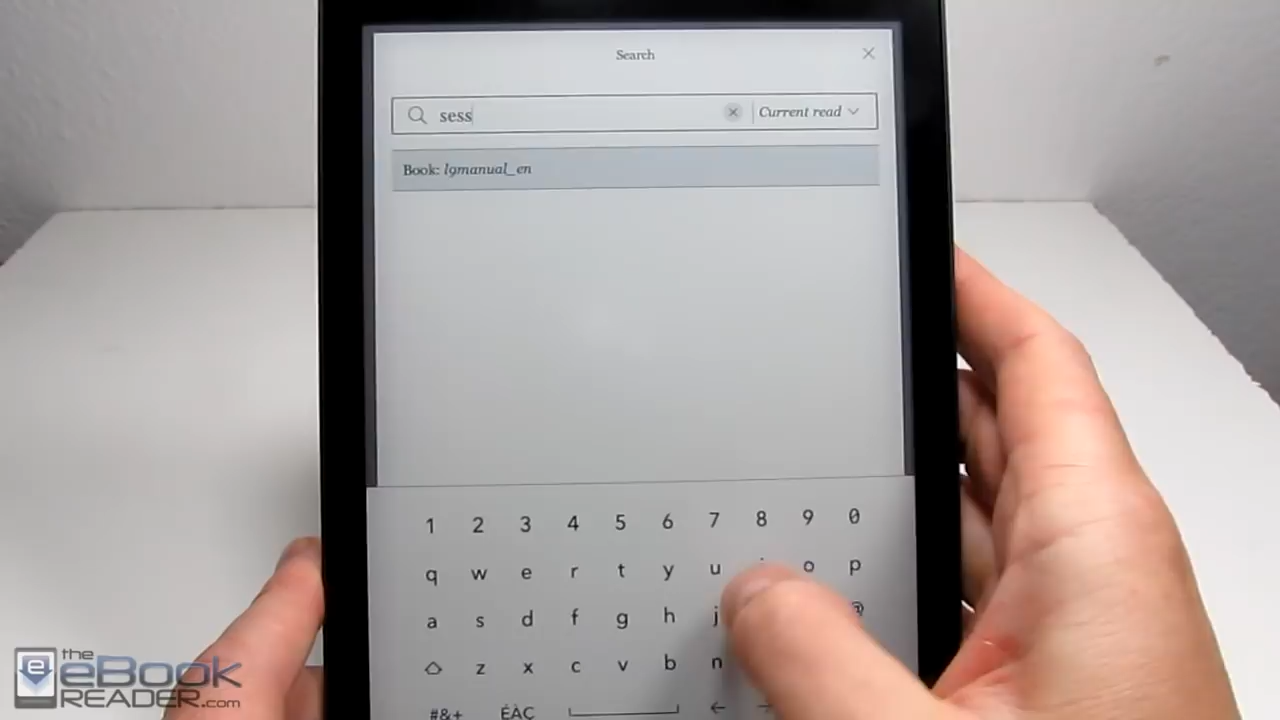 Search
sess
Current read
Book: l9manual_en
1 2 3 4 5 6 7 8 9 0
q w e r t y u o p
a s d f g h j @
z x c v b n
#&+ ÉÀÇ
the
eBook
READER.com